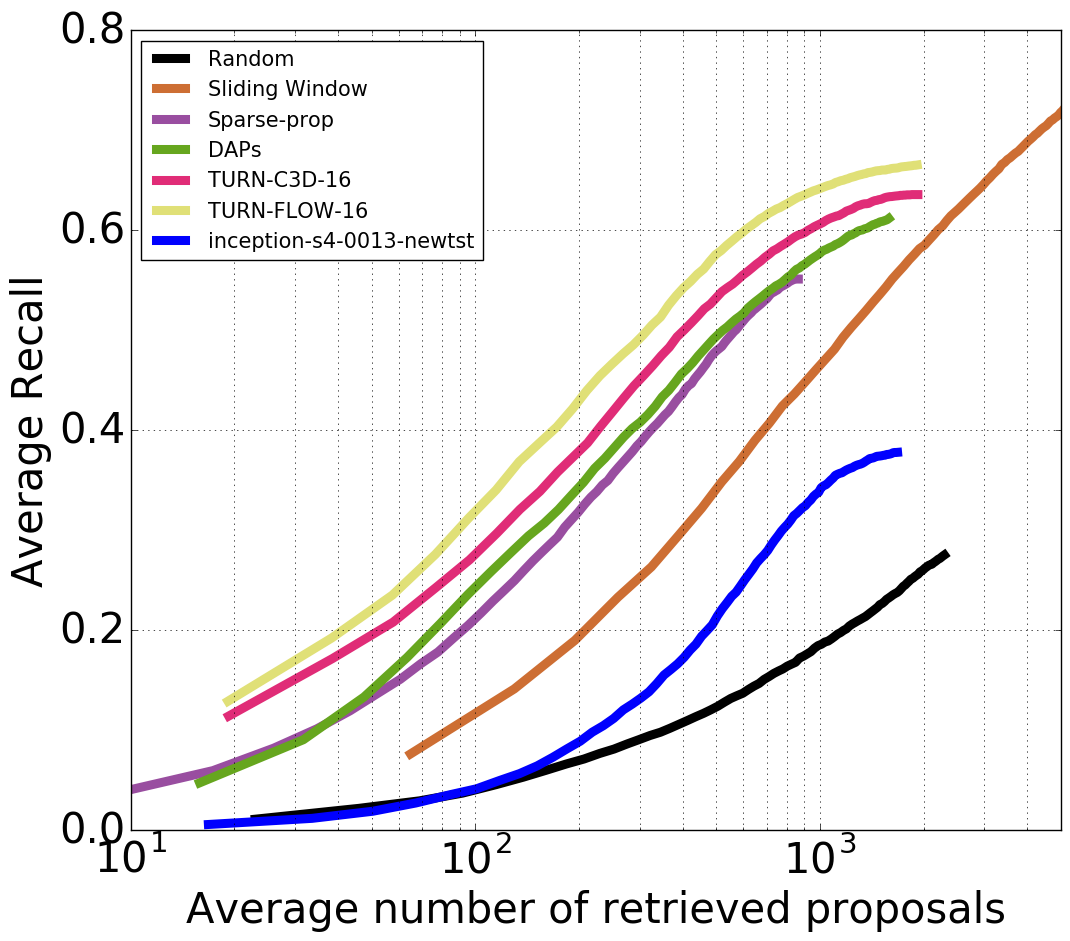 0.8
Random
Sliding Window
Sparse-prop
DAPs
TURN-C3D-16
TURN-FLOW-16
inception-s4-0013-newtst
0.6
0.4
0.2
0.0
Average Recall
10¹ 10² 10³
Average number of retrieved proposals